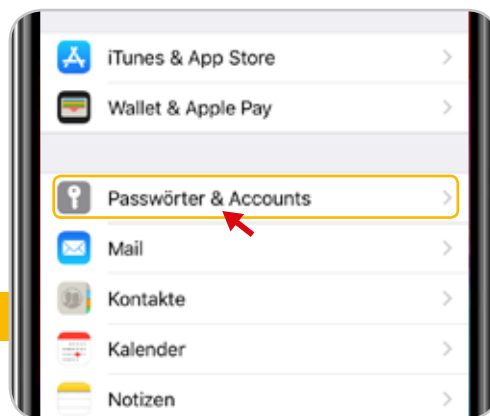 iTunes & App Store
Wallet & Apple Pay
Passwörter & Accounts
Mail
Kontakte
Kalender
Notizen